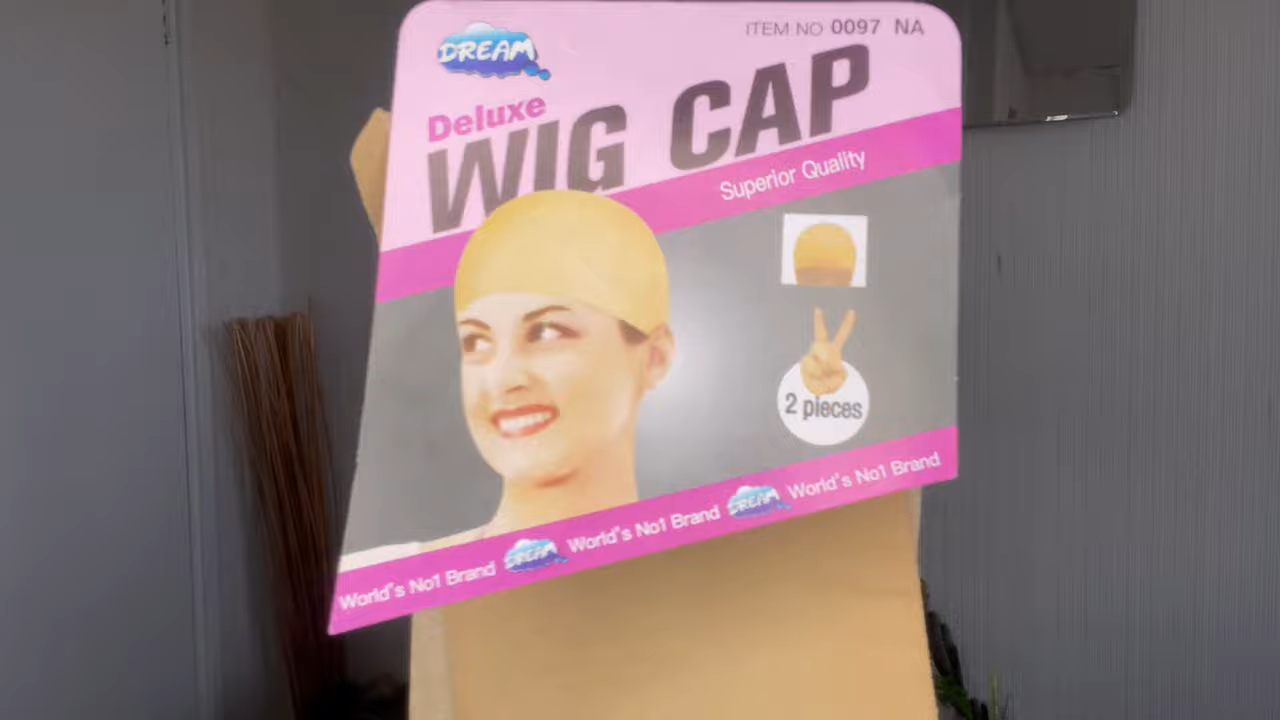 DREAM
ITEM NO 0097 NA
Deluxe
WIG CAP
Superior Quality
2 pieces
World's No1 Brand DREAM World's No1 Brand DREAM World's No1 Brand